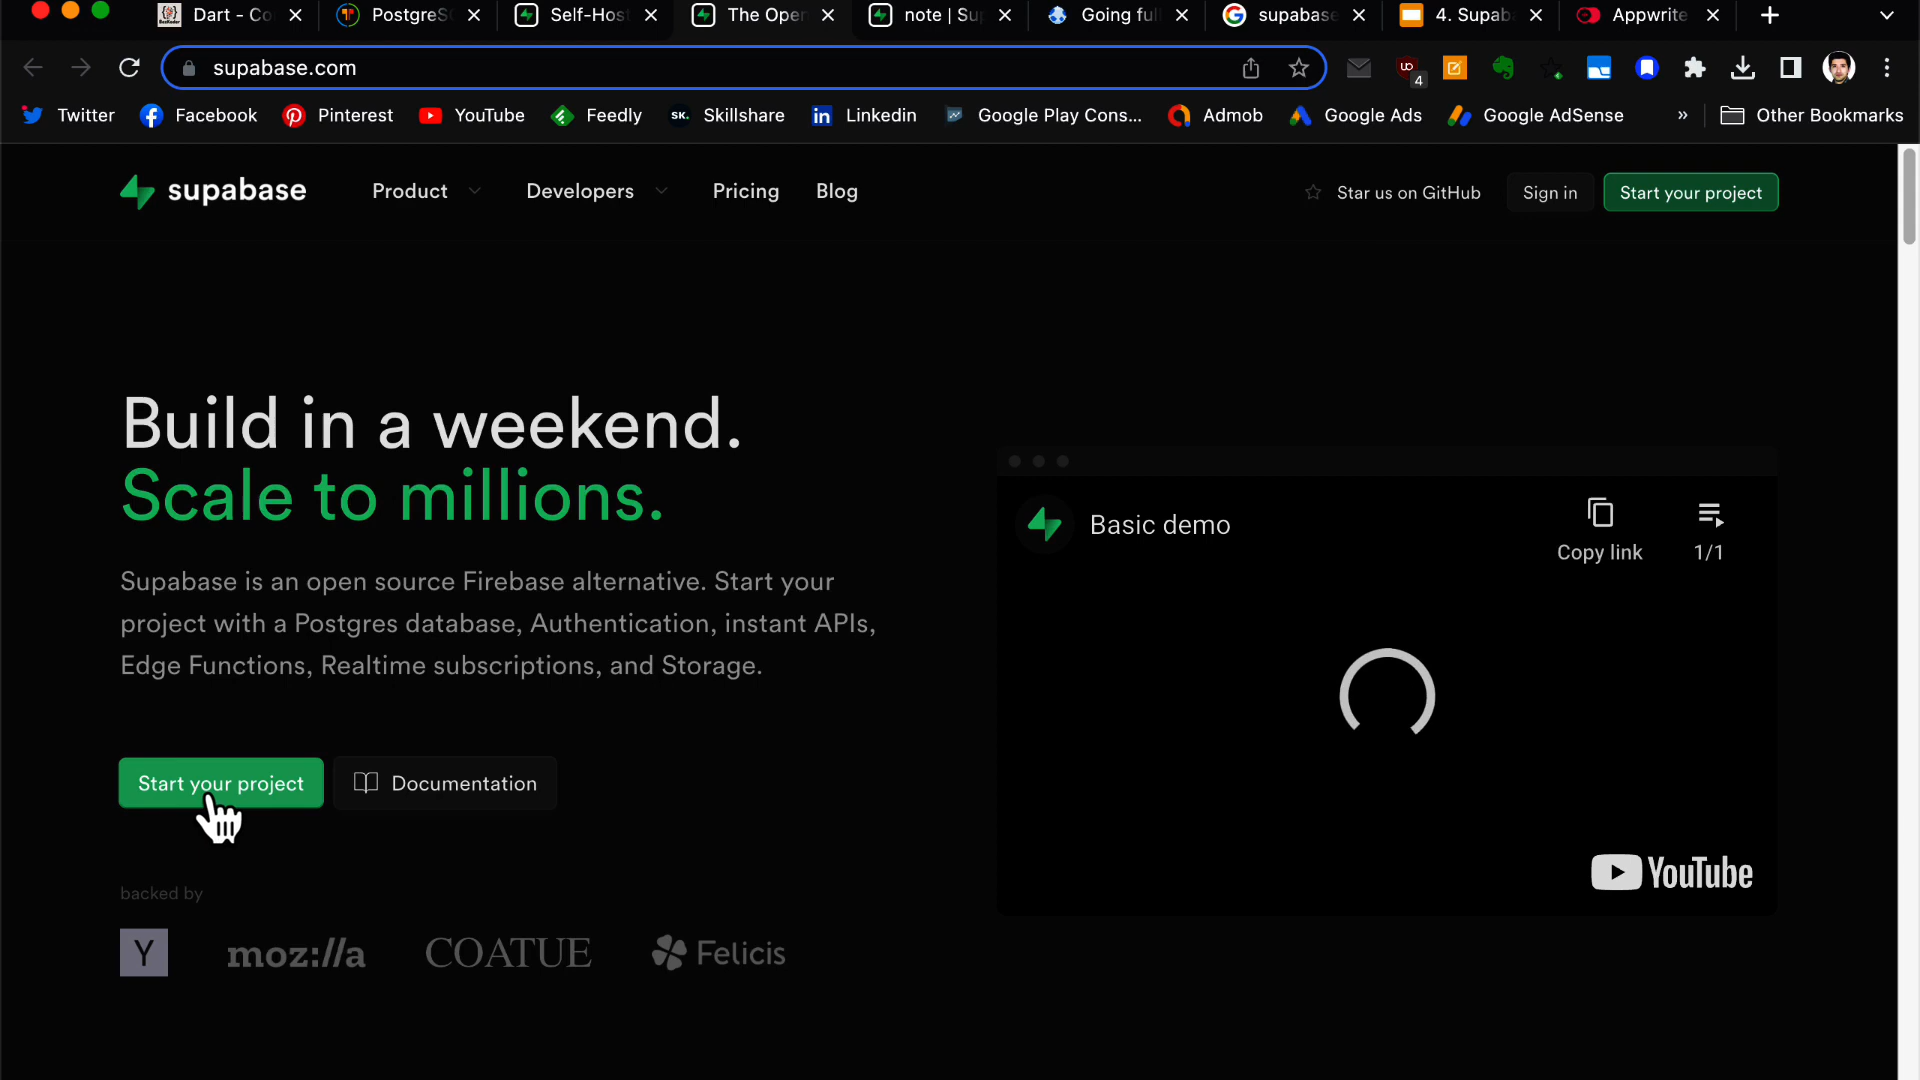 Dart - Co
PostgreS
Self-Host
The Open
note | Su
Going ful
supabase
4. Supab
Appwrite
supabase.com
4
Twitter
Facebook
Pinterest
YouTube
Feedly
SK.
Skillshare
Linkedin
Google Play Cons...
Admob
Google Ads
Google AdSense
»
Other Bookmarks
supabase
Product
Developers
Pricing
Blog
Star us on GitHub
Sign in
Start your project
Build in a weekend.
Scale to millions.
Supabase is an open source Firebase alternative. Start your
project with a Postgres database, Authentication, instant APIs,
Edge Functions, Realtime subscriptions, and Storage.
Start your project
Documentation
Basic demo
Copy link
1/1
YouTube
backed by
Y
moz://a
COATUE
Felicis